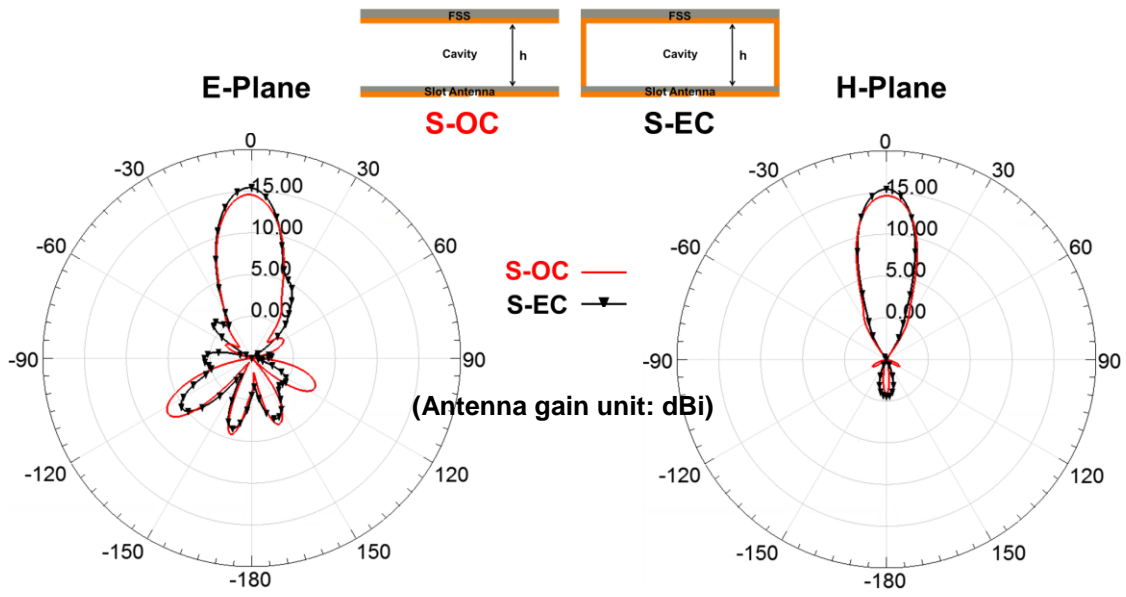 FSS
Cavity
h
Slot Antenna
S-OC
FSS
Cavity
h
Slot Antenna
S-EC
E-Plane
0
30
60
90
120
150
-180
-150
-120
-90
-60
-30
15.00
10.00
5.00
0.00
S-OC
S-EC
(Antenna gain unit: dBi)
H-Plane
0
30
60
90
120
150
-180
-150
-120
-90
-60
-30
15.00
10.00
5.00
0.00